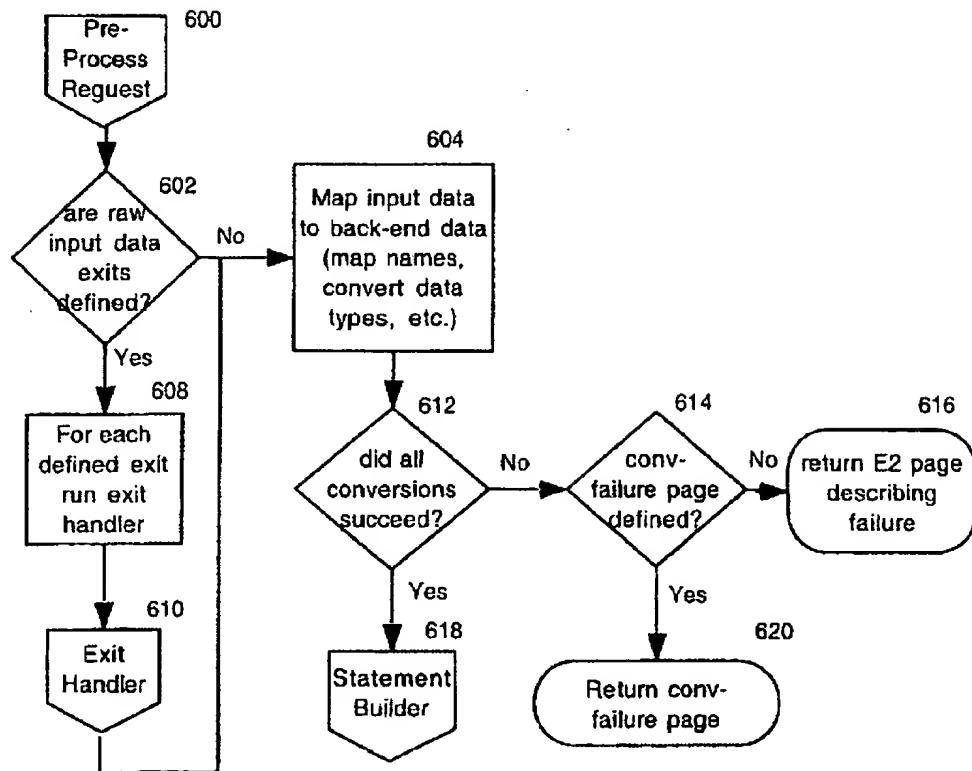 600
Pre-
Process
Reguest
602
are raw
input data
exits
defined?
No
Yes
604
Map input data
to back-end data
(map names,
convert data
types, etc.)
608
For each
defined exit
run exit
handler
610
Exit
Handler
612
did all
conversions
succeed?
No
Yes
614
conv-
failure page
defined?
No
Yes
616
return E2 page
describing
failure
618
Statement
Builder
620
Return conv-
failure page